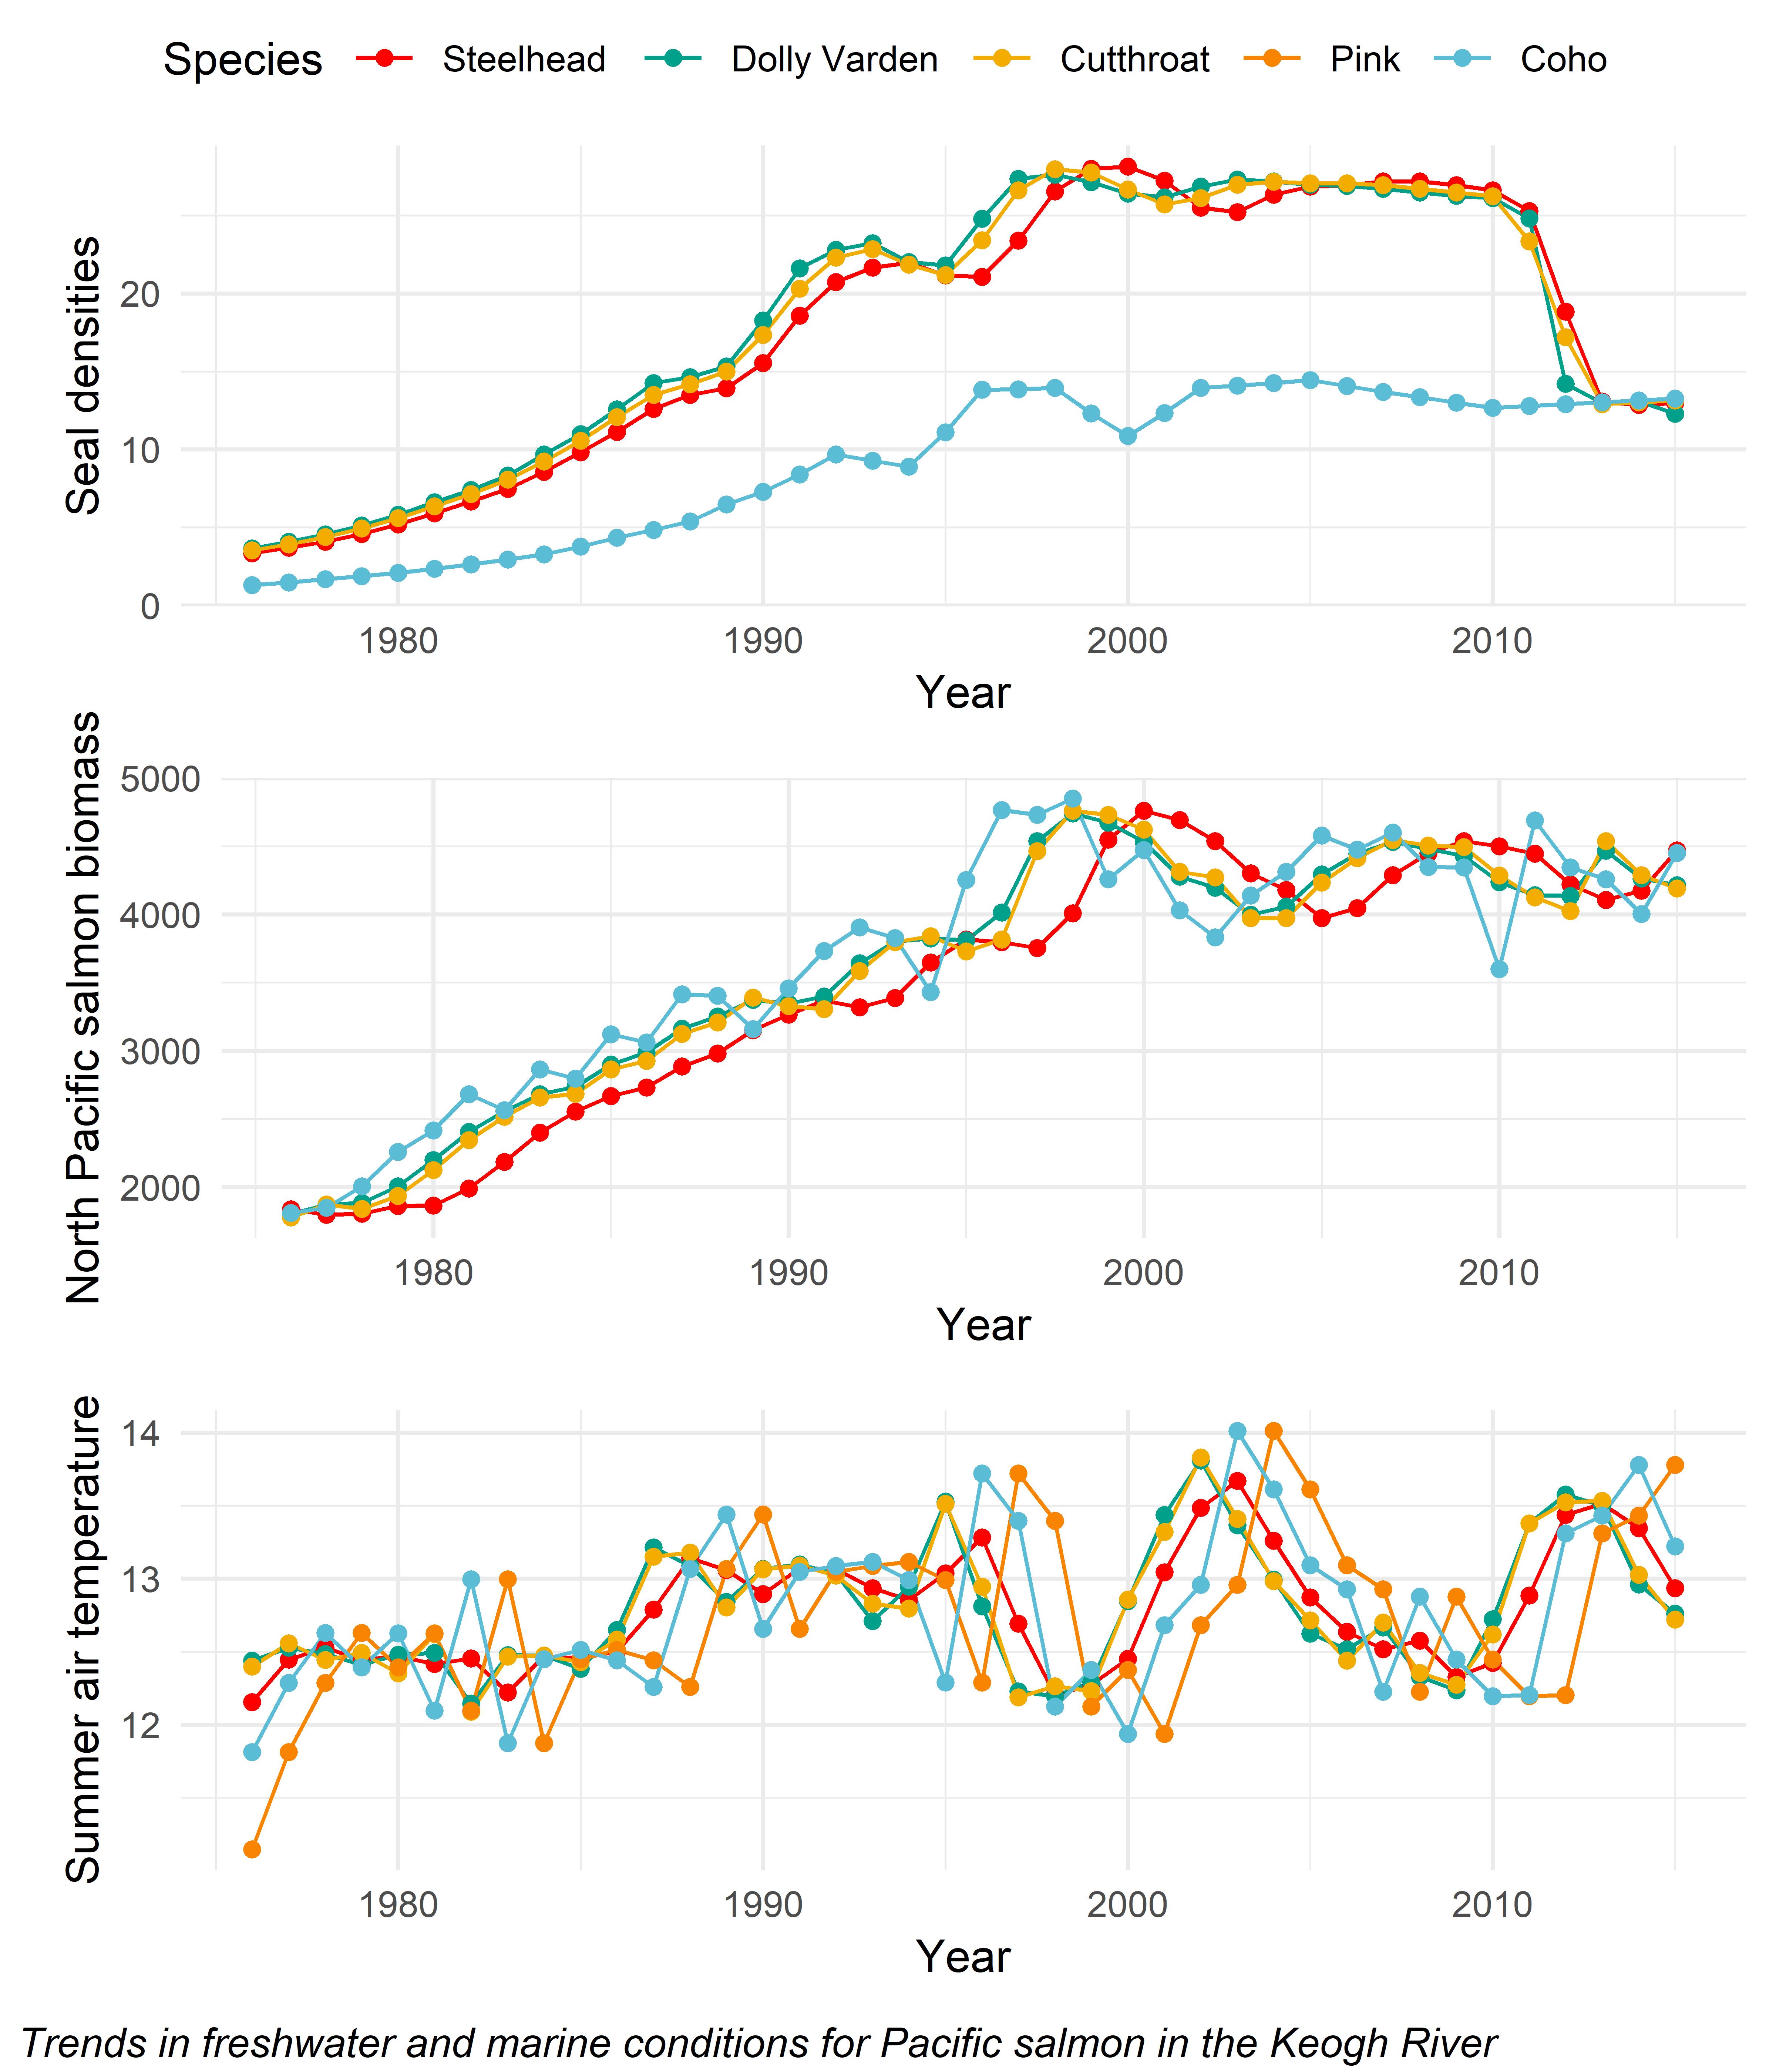 Species Steelhead Dolly Varden Cutthroat Pink Coho
Seal densities
20
10
0
1980 1990 2000 2010
Year
North Pacific salmon biomass
5000
4000
3000
2000
1980 1990 2000 2010
Year
Summer air temperature
14
13
12
1980 1990 2000 2010
Year
Trends in freshwater and marine conditions for Pacific salmon in the Keogh River